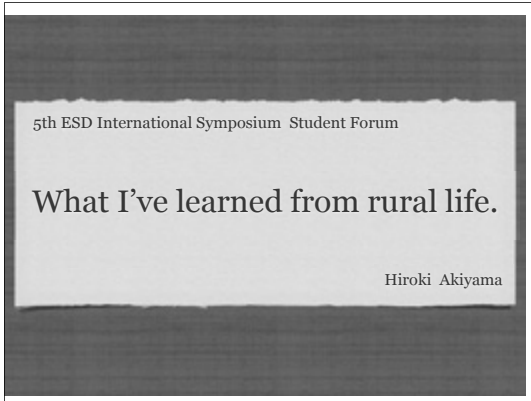 5th ESD International Symposium  Student Forum
What I’ve learned from rural life.
Hiroki  Akiyama